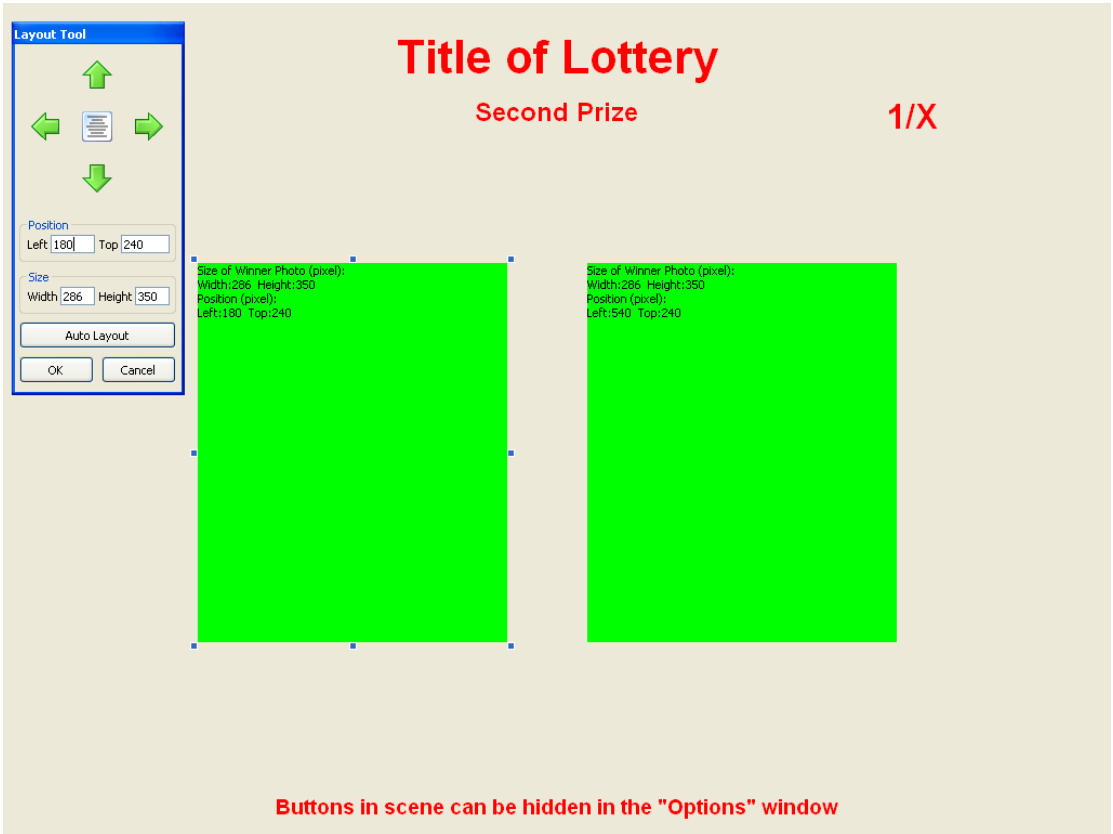 Layout Tool
Title of Lottery
Second Prize
1/X
Position
Left 180 Top 240
Size
Width 286 Height 350
Auto Layout
OK Cancel
Size of Winner Photo (pixel):
Width:286 Height:350
Position (pixel):
Left:180 Top:240
Size of Winner Photo (pixel):
Width:286 Height:350
Position (pixel):
Left:540 Top:240
Buttons in scene can be hidden in the "Options" window